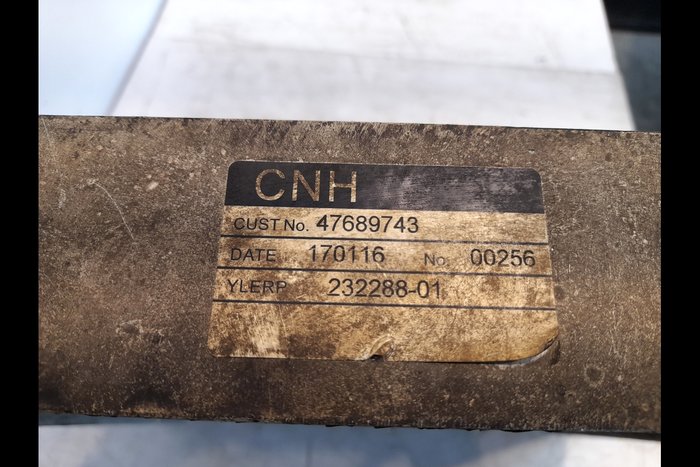 CNH
CUST No. 47689743
DATE 170116 No. 00256
YLERP 232288-01